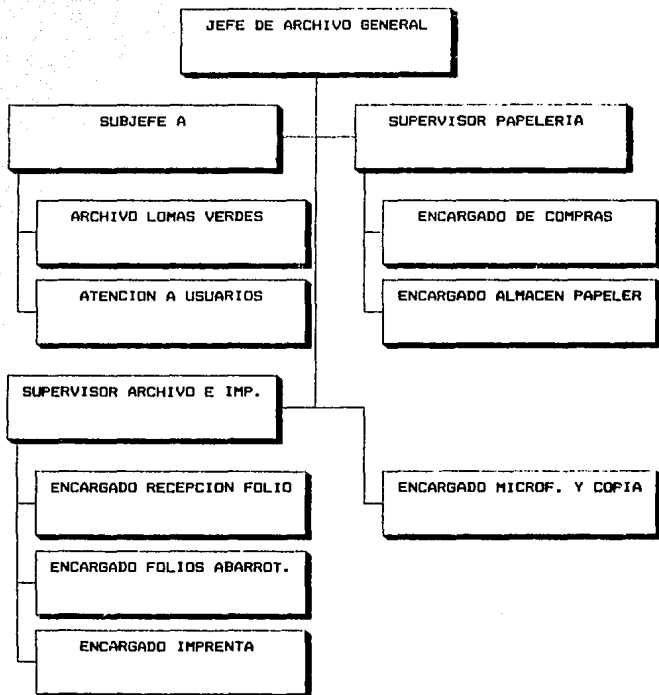 JEFE DE ARCHIVO GENERAL
SUBJEFE A
SUPERVISOR PAPELERIA
ARCHIVO LOMAS VERDES
ENCARGADO DE COMPRAS
ATENCION A USUARIOS
ENCARGADO ALMACEN PAPELER
SUPERVISOR ARCHIVO E IMP.
ENCARGADO RECEPCION FOLIO
ENCARGADO MICROF. Y COPIA
ENCARGADO FOLIOS ABARROT.
ENCARGADO IMPRENTA